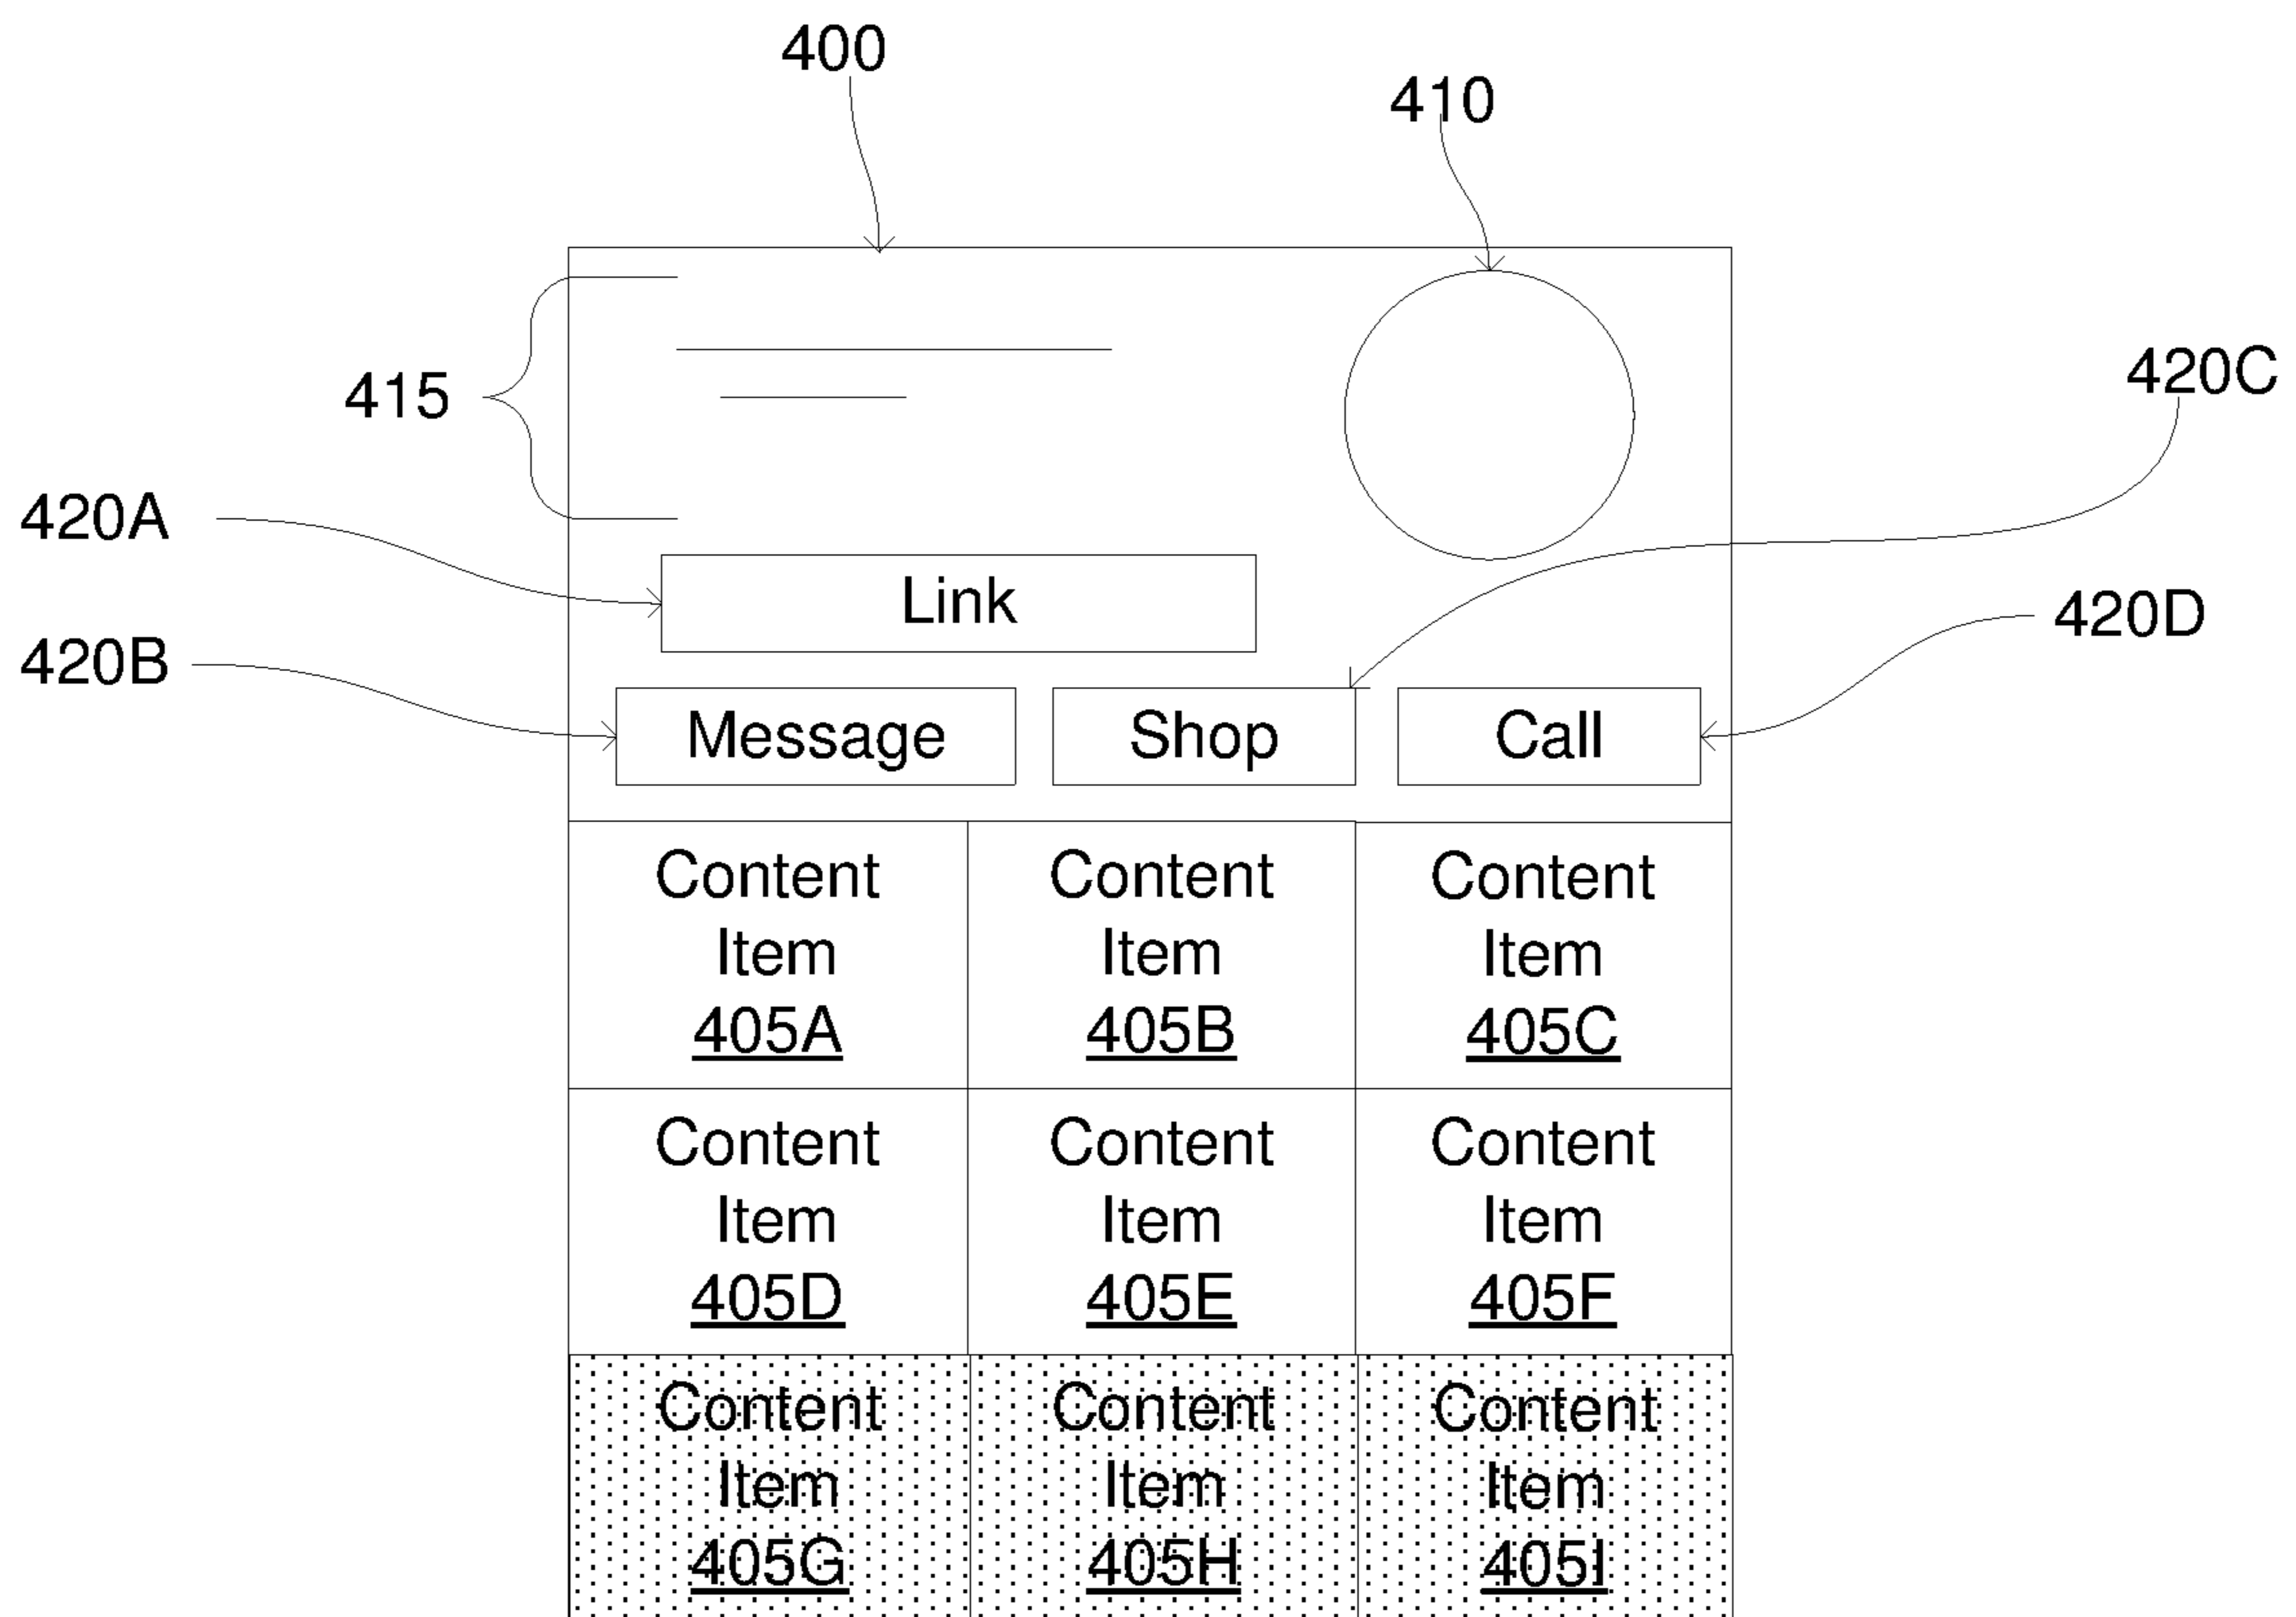 400
410
415
420C
420A
Link
420D
420B
Message
Shop
Call
Content
Item
405A
Content
Item
405B
Content
Item
405C
Content
Item
405D
Content
Item
405E
Content
Item
405F
Content
Item
405G
Content
Item
405H
Content
Item
405I